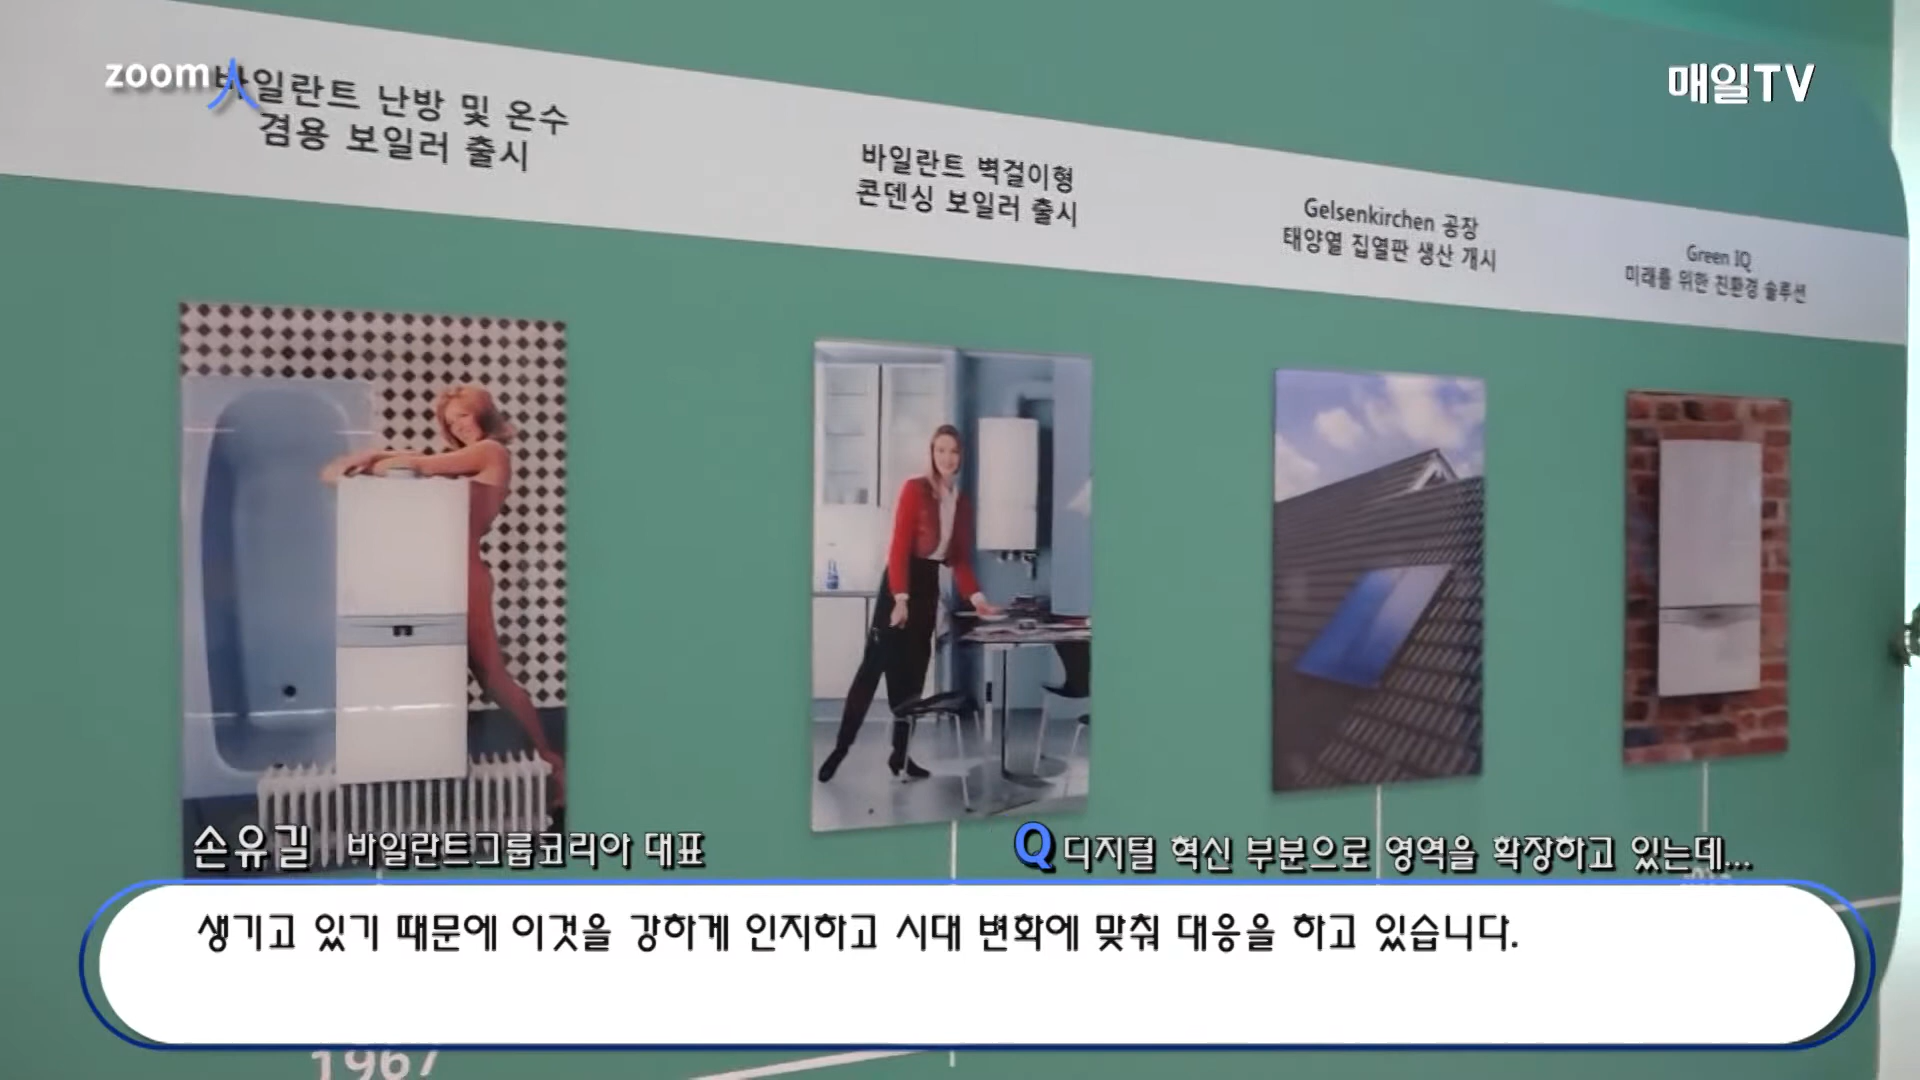 zoom人
매일TV
바일란트 난방 및 온수
겸용 보일러 출시
바일란트 벽걸이형
콘덴싱 보일러 출시
Gelsenkirchen 공장
태양열 집열판 생산 개시
Green IQ
미래를 위한 친환경 솔루션
손유길 바일란트그룹코리아 대표
Q 디지털 혁신 부분으로 영역을 확장하고 있는데...
생기고 있기 때문에 이것을 강하게 인지하고 시대 변화에 맞춰 대응을 하고 있습니다.
1967